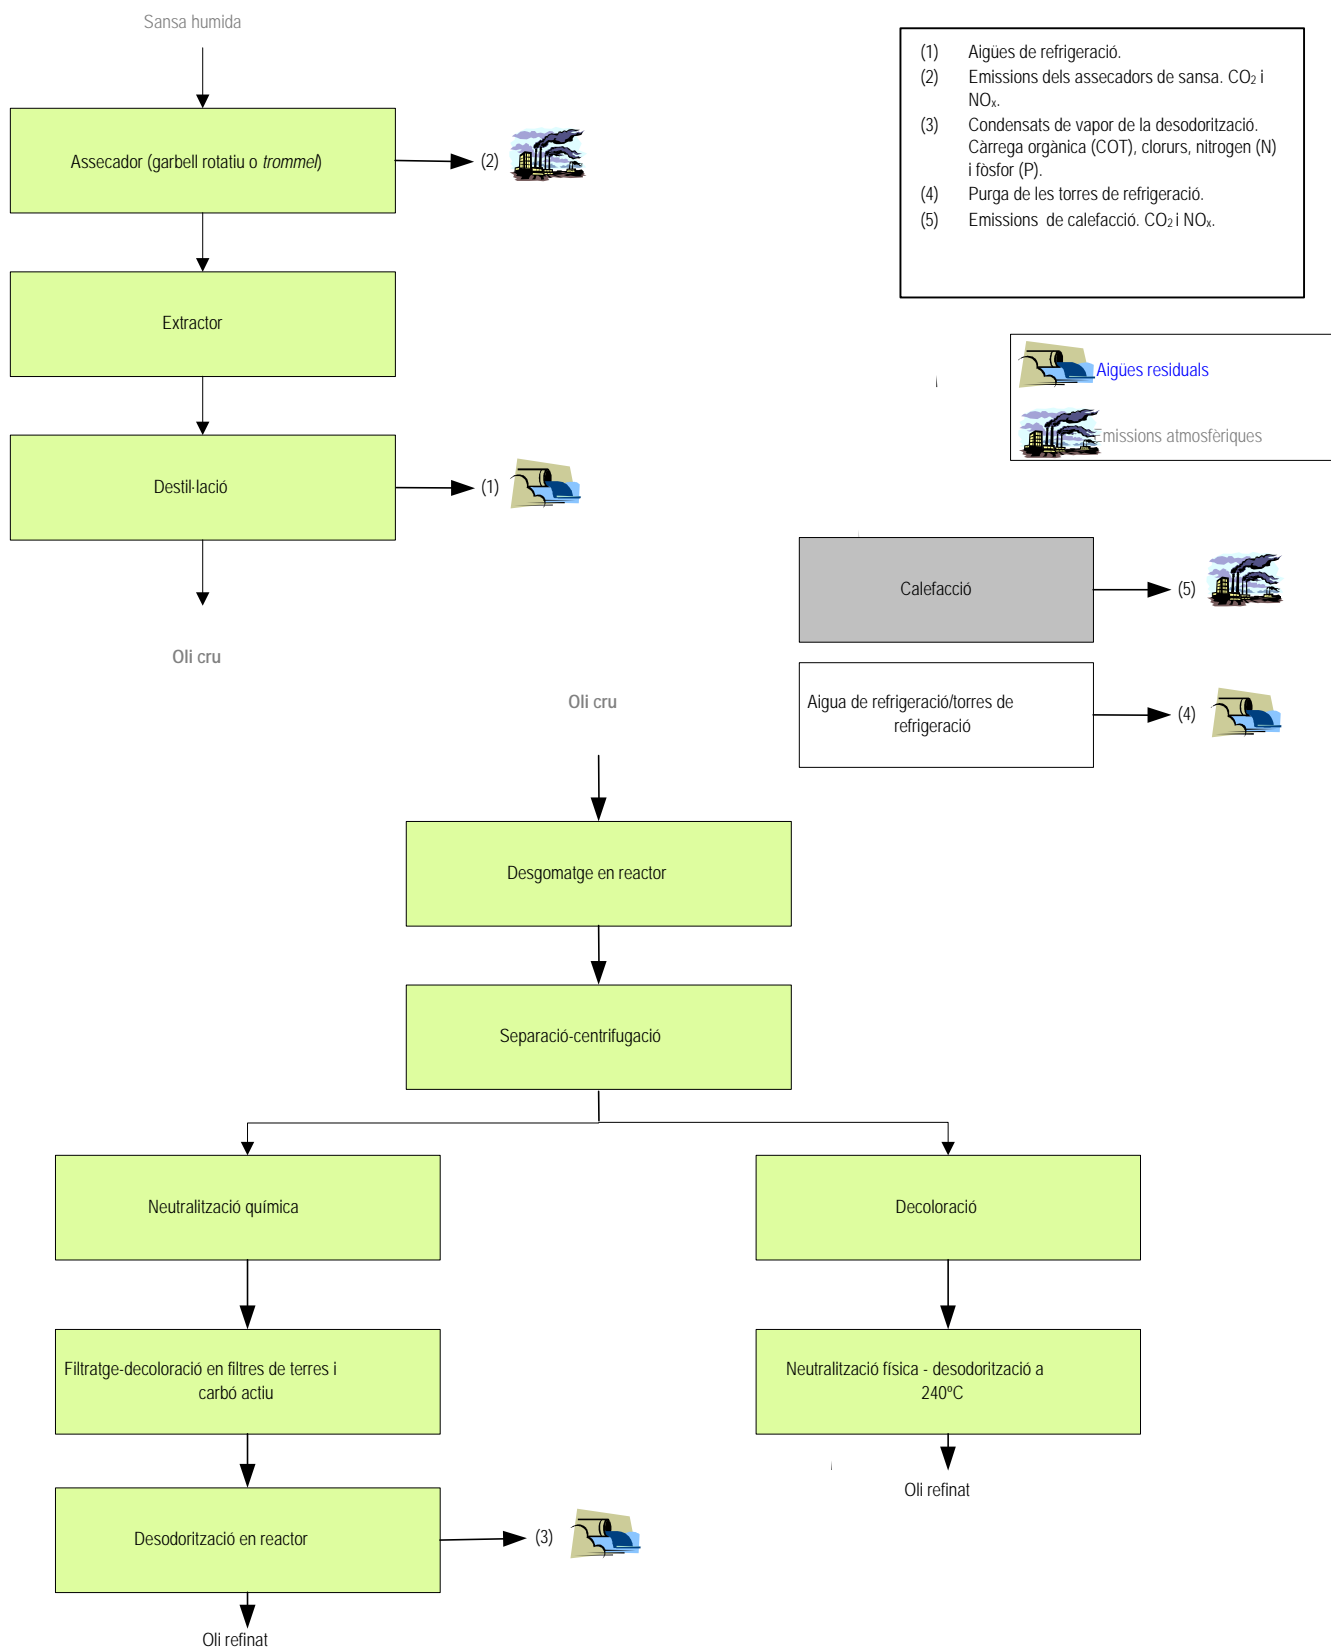 Sansa humida
(1) Aigües de refrigeració.
(2) Emissions dels assecadors de sansa. CO2 i
NOx.
(3) Condensats de vapor de la desodorització.
Càrrega orgànica (COT), clorurs, nitrogen (N)
i fòsfor (P).
(4) Purga de les torres de refrigeració.
(5) Emissions de calefacció. CO2 i NOx.
Assecador (garbell rotatiu o trommel)
(2)
Extractor
Aigües residuals
Emissions atmosfèriques
Destil·lació
(1)
Calefacció
(5)
Oli cru
Oli cru
Aigua de refrigeració/torres de
refrigeració
(4)
Desgomatge en reactor
Separació-centrifugació
Neutralització química
Decoloració
Filtratge-decoloració en filtres de terres i
carbó actiu
Neutralització física - desodorització a
240ºC
Oli refinat
Desodorització en reactor
(3)
Oli refinat